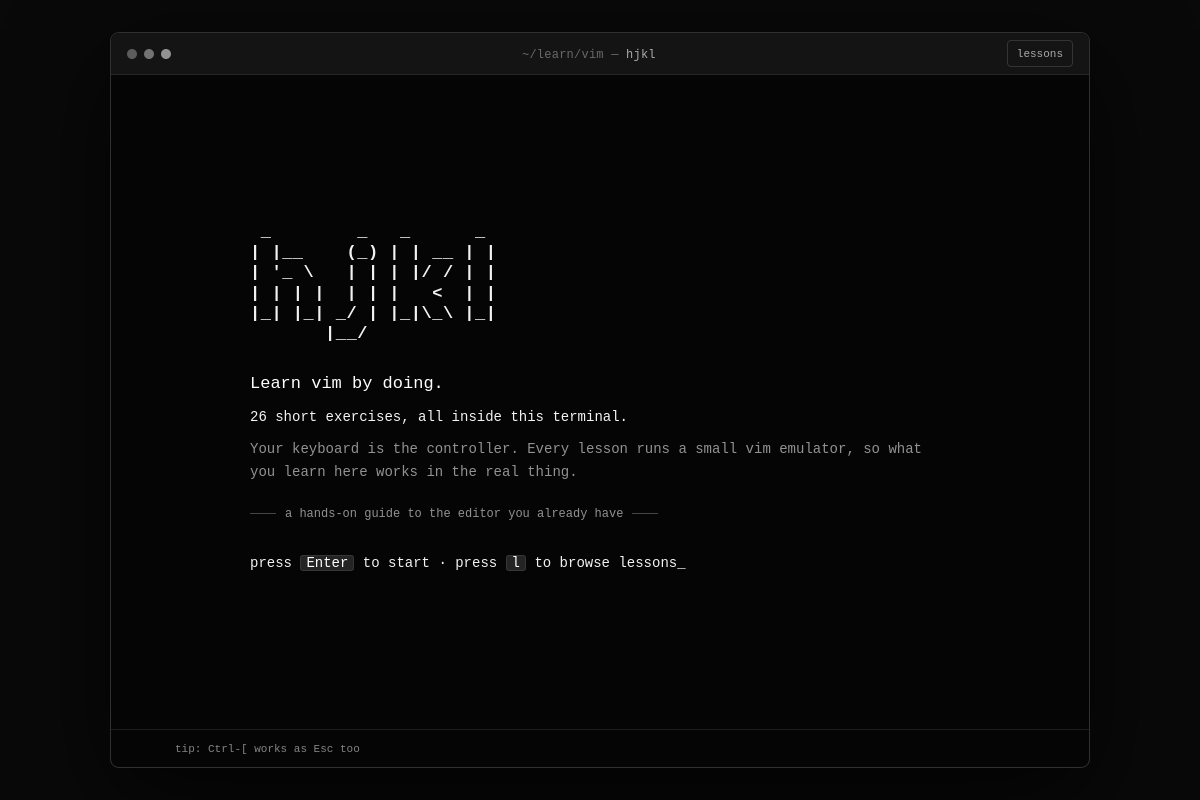 ~/learn/vim — hjkl
lessons
hjkl
Learn vim by doing.
26 short exercises, all inside this terminal.
Your keyboard is the controller. Every lesson runs a small vim emulator, so what
you learn here works in the real thing.
a hands-on guide to the editor you already have
press Enter to start · press l to browse lessons_
tip: Ctrl-[ works as Esc too